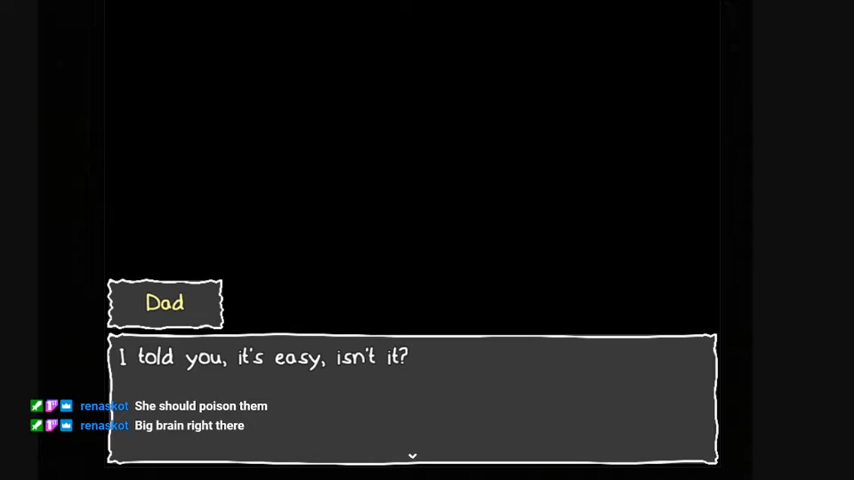 Dad
I told you, it's easy, isn't it?
renaskot She should poison them
renaskot Big brain right there